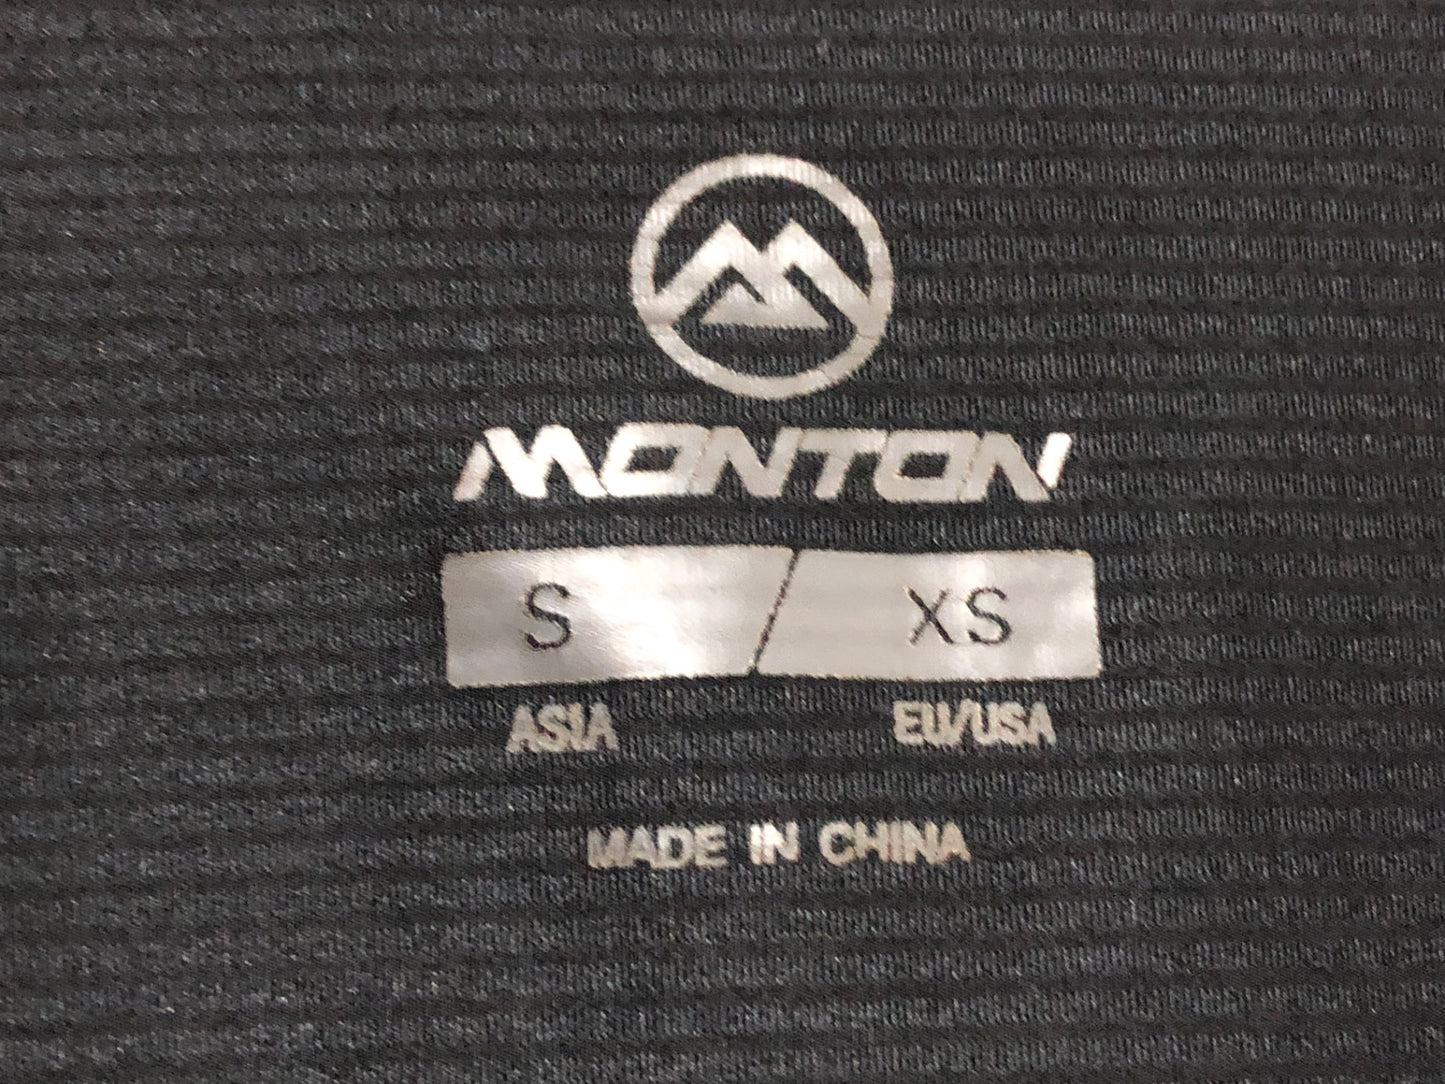 MONTON
S / XS
ASIA EU/USA
MADE IN CHINA